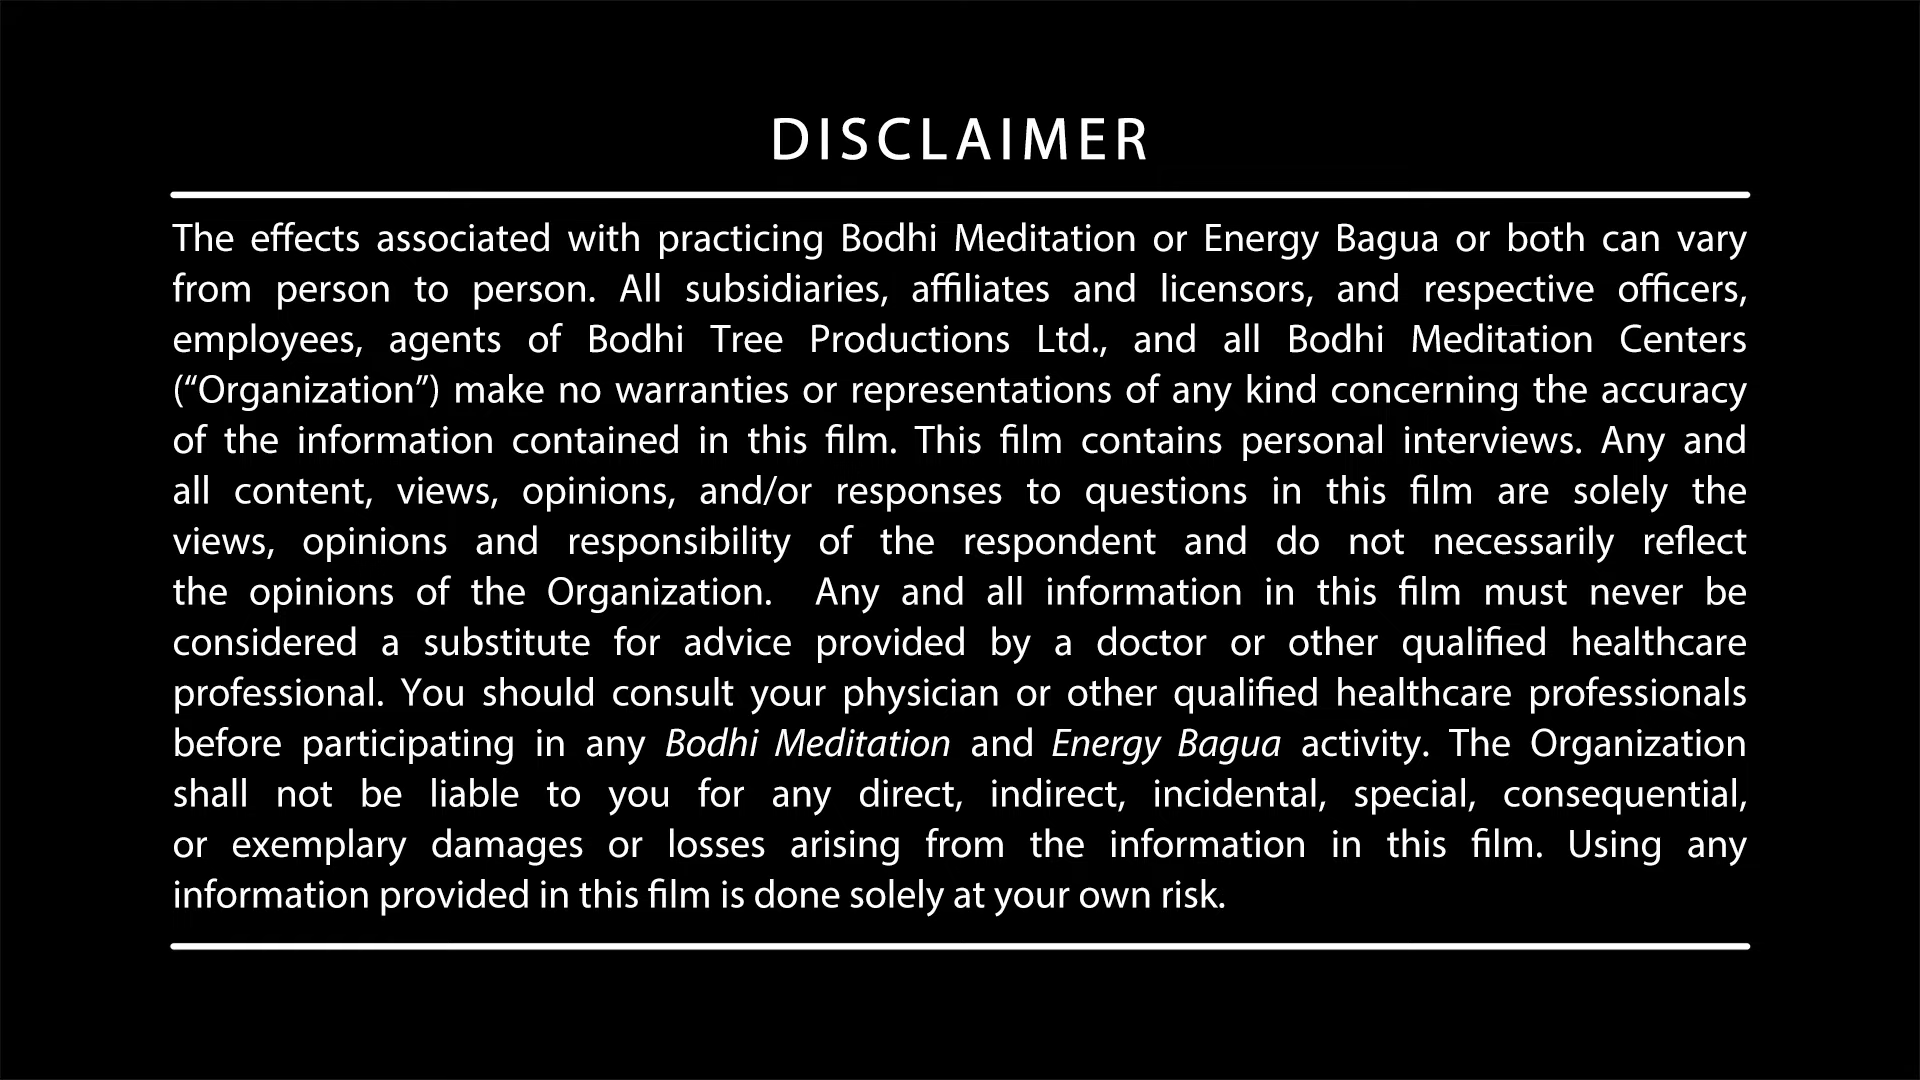 DISCLAIMER
The effects associated with practicing Bodhi Meditation or Energy Bagua or both can vary
from person to person. All subsidiaries, affiliates and licensors, and respective officers,
employees, agents of Bodhi Tree Productions Ltd., and all Bodhi Meditation Centers
(“Organization”) make no warranties or representations of any kind concerning the accuracy
of the information contained in this film. This film contains personal interviews. Any and
all content, views, opinions, and/or responses to questions in this film are solely the
views, opinions and responsibility of the respondent and do not necessarily reflect
the opinions of the Organization.  Any and all information in this film must never be
considered a substitute for advice provided by a doctor or other qualified healthcare
professional. You should consult your physician or other qualified healthcare professionals
before participating in any Bodhi Meditation and Energy Bagua activity. The Organization
shall not be liable to you for any direct, indirect, incidental, special, consequential,
or exemplary damages or losses arising from the information in this film. Using any
information provided in this film is done solely at your own risk.